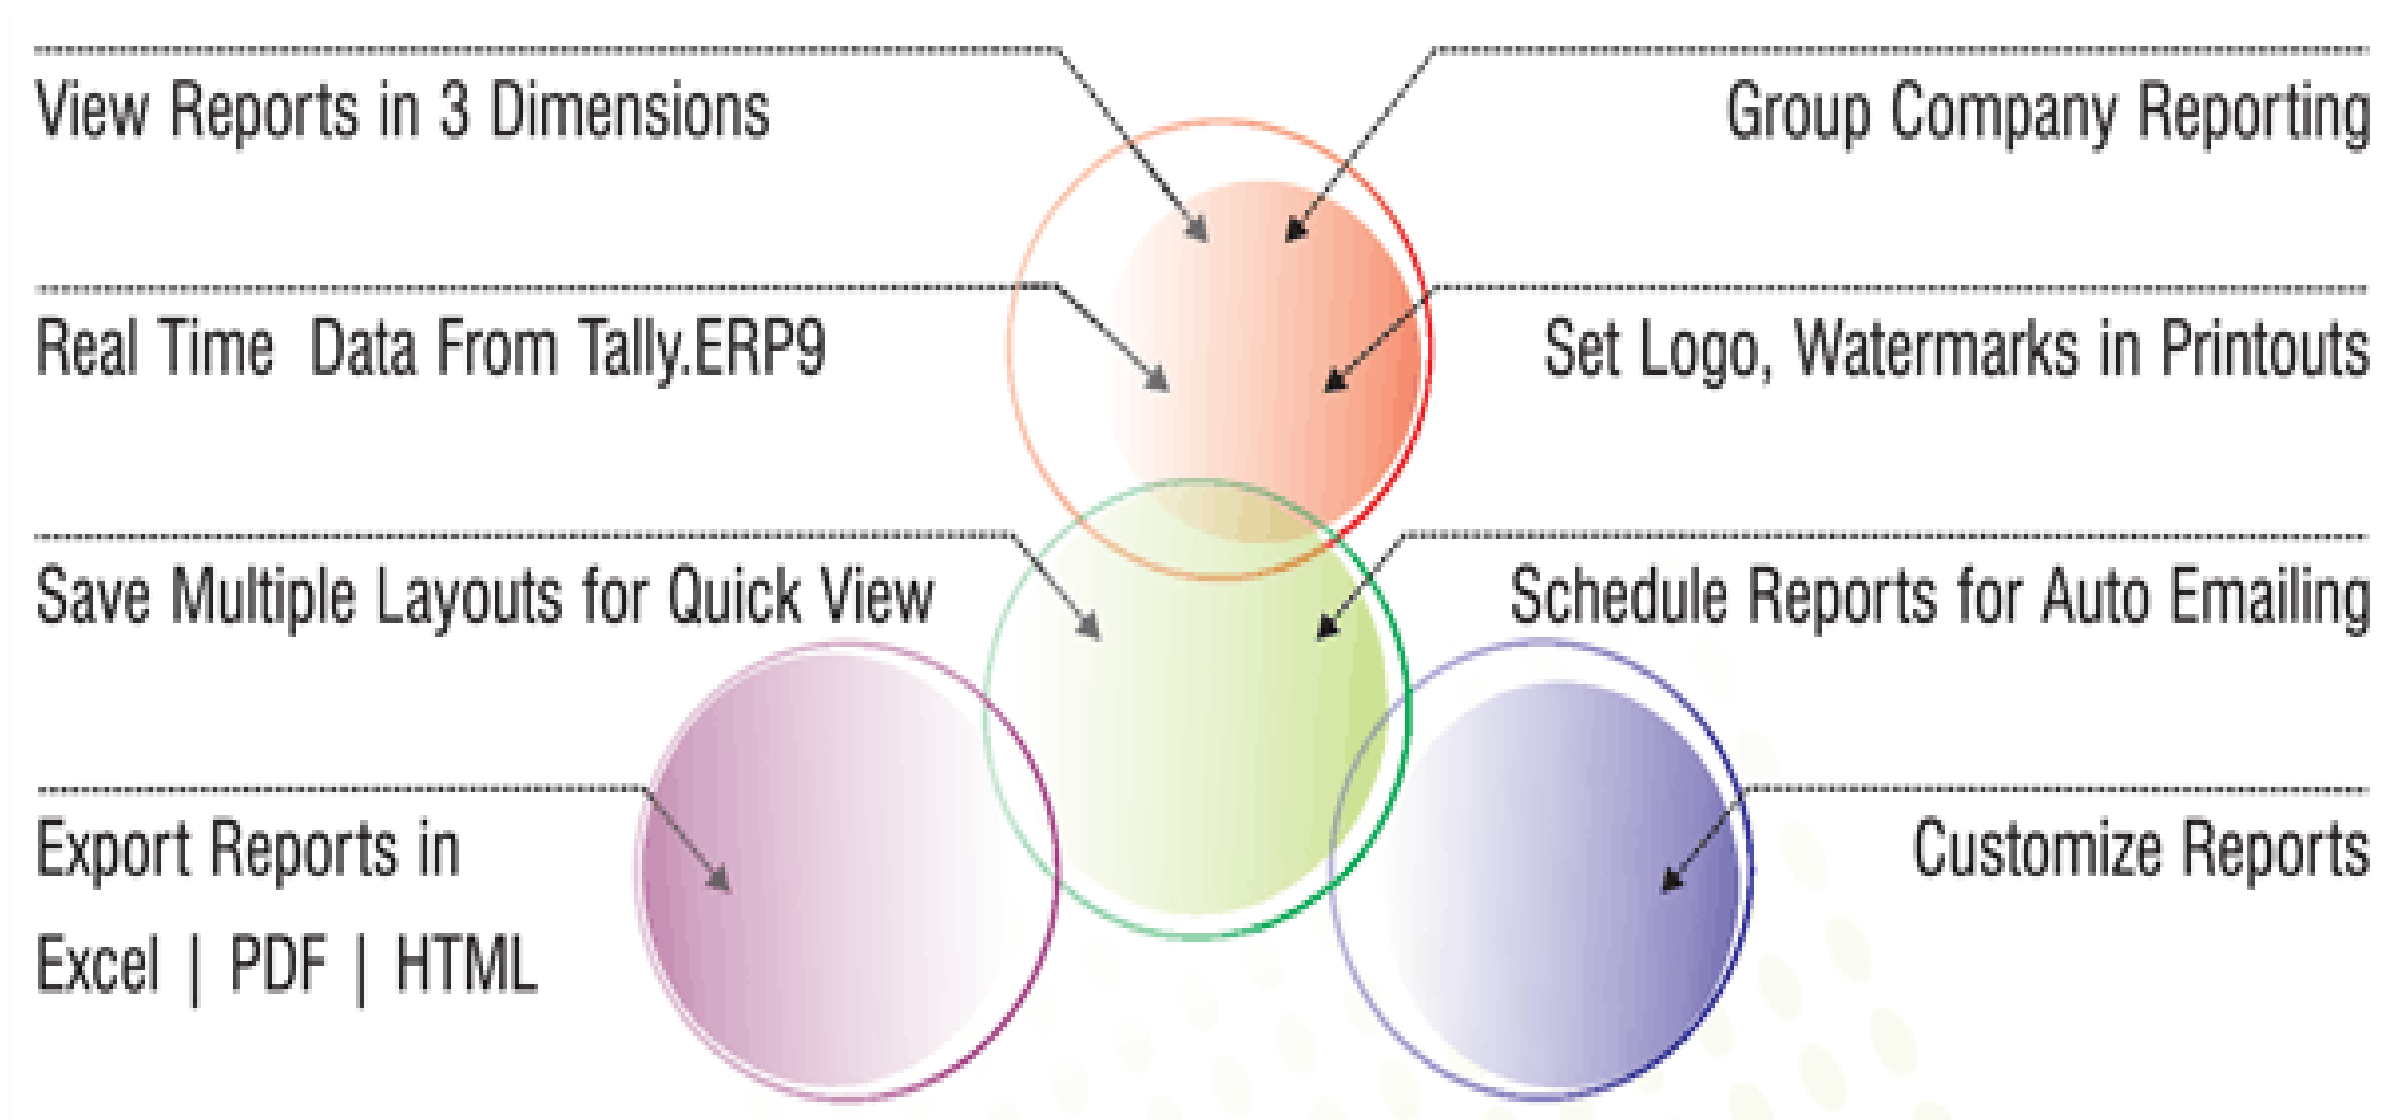 View Reports in 3 Dimensions
Group Company Reporting
Real Time  Data From Tally.ERP9
Set Logo, Watermarks in Printouts
Save Multiple Layouts for Quick View
Schedule Reports for Auto Emailing
Export Reports in
Excel | PDF | HTML
Customize Reports